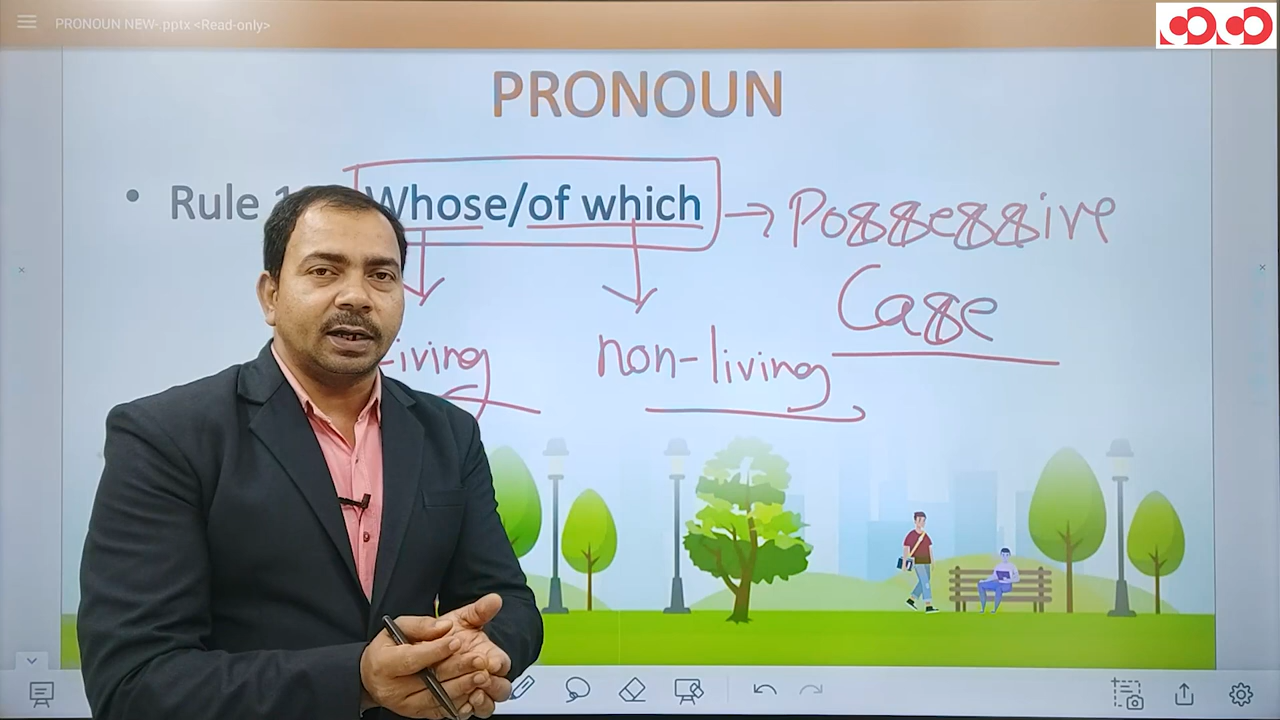 PRONOUN NEW-.pptx <Read-only>
PRONOUN
• Rule 1 Whose/of which → Possessive
Case
living non-living